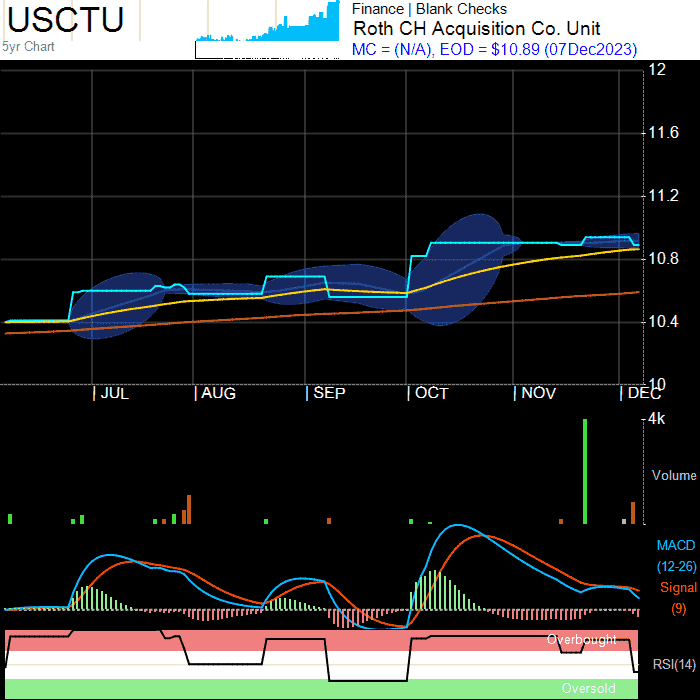 USCTU
5yr Chart
Finance | Blank Checks
Roth CH Acquisition Co. Unit
MC = (N/A), EOD = $10.89 (07Dec2023)
12
11.6
11.2
10.8
10.4
10
JUL AUG SEP OCT NOV DEC
4k
Volume
MACD
(12-26)
Signal
(9)
Overbought
RSI(14)
Oversold